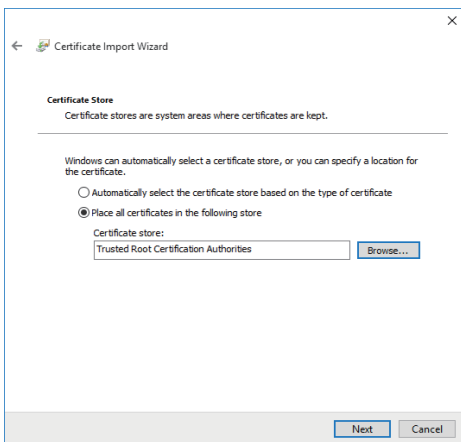 Certificate Import Wizard
Certificate Store
Certificate stores are system areas where certificates are kept.
Windows can automatically select a certificate store, or you can specify a location for
the certificate.
Automatically select the certificate store based on the type of certificate
Place all certificates in the following store
Certificate store:
Trusted Root Certification Authorities
Browse...
Next
Cancel